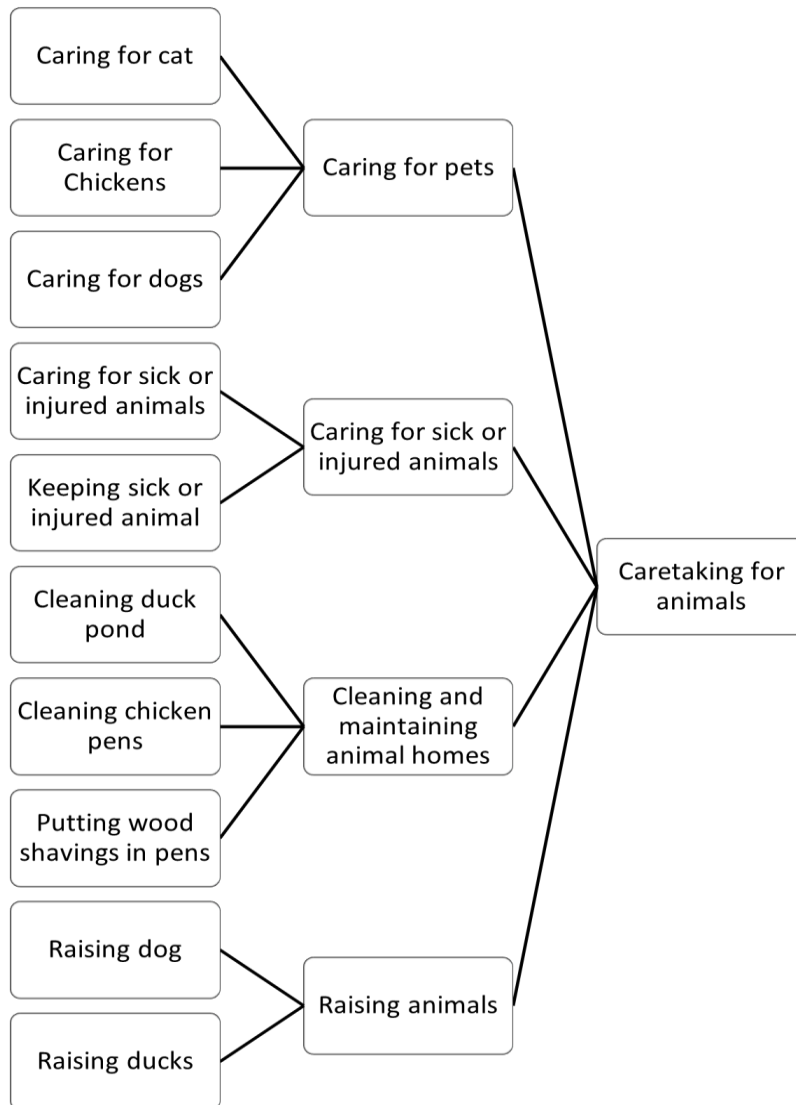 Caring for cat
Caring for
Chickens
Caring for dogs
Caring for sick or
injured animals
Keeping sick or
injured animal
Cleaning duck
pond
Cleaning chicken
pens
Putting wood
shavings in pens
Raising dog
Raising ducks
Caring for pets
Caring for sick or
injured animals
Cleaning and
maintaining
animal homes
Raising animals
Caretaking for
animals